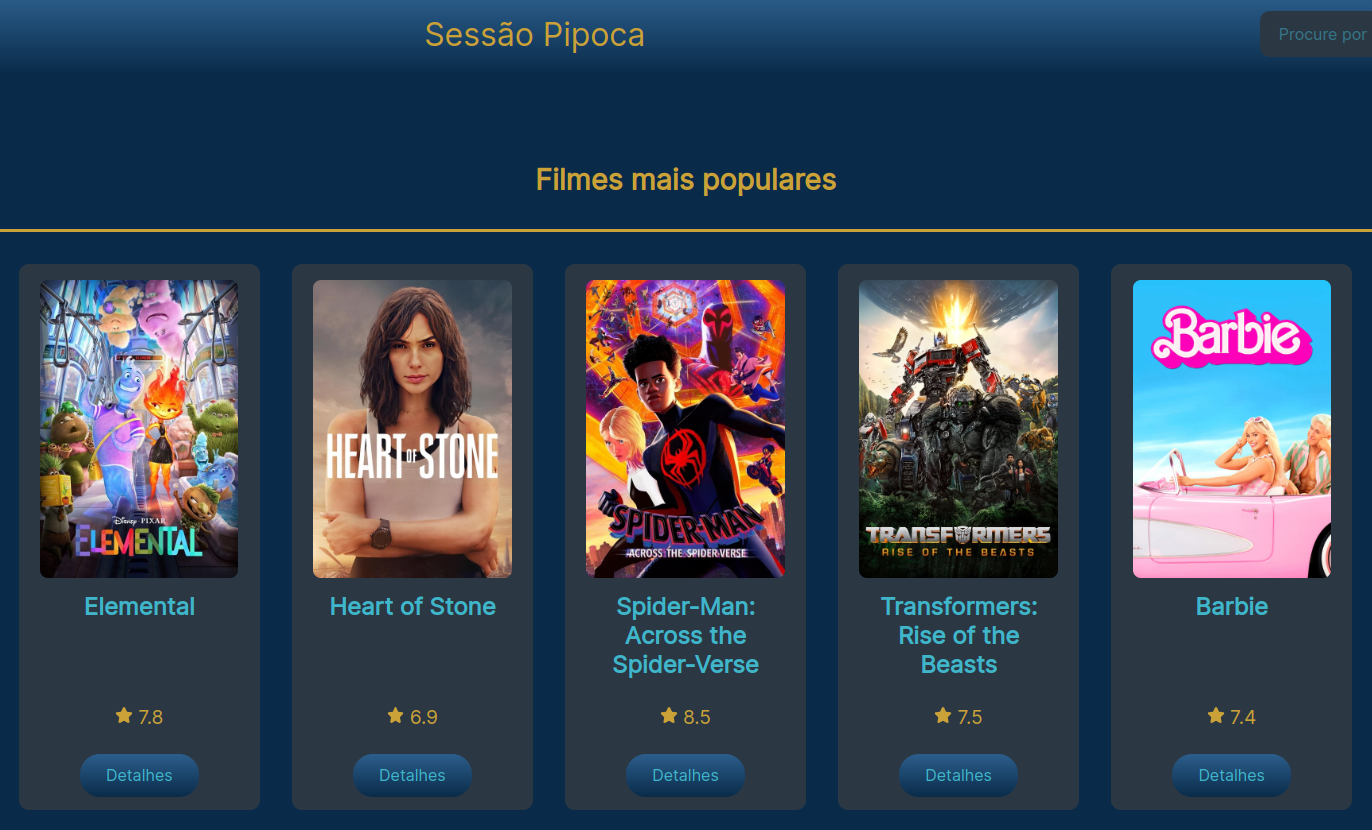 Sessão Pipoca
Procure por
Filmes mais populares
Disney PIXAR
ELEMENTAL
HEART OF STONE
SPIDER-MAN
ACROSS THE SPIDER-VERSE
TRANSFORMERS
RISE OF THE BEASTS
Barbie
Elemental
Heart of Stone
Spider-Man:
Across the
Spider-Verse
Transformers:
Rise of the
Beasts
Barbie
7.8
6.9
8.5
7.5
7.4
Detalhes
Detalhes
Detalhes
Detalhes
Detalhes